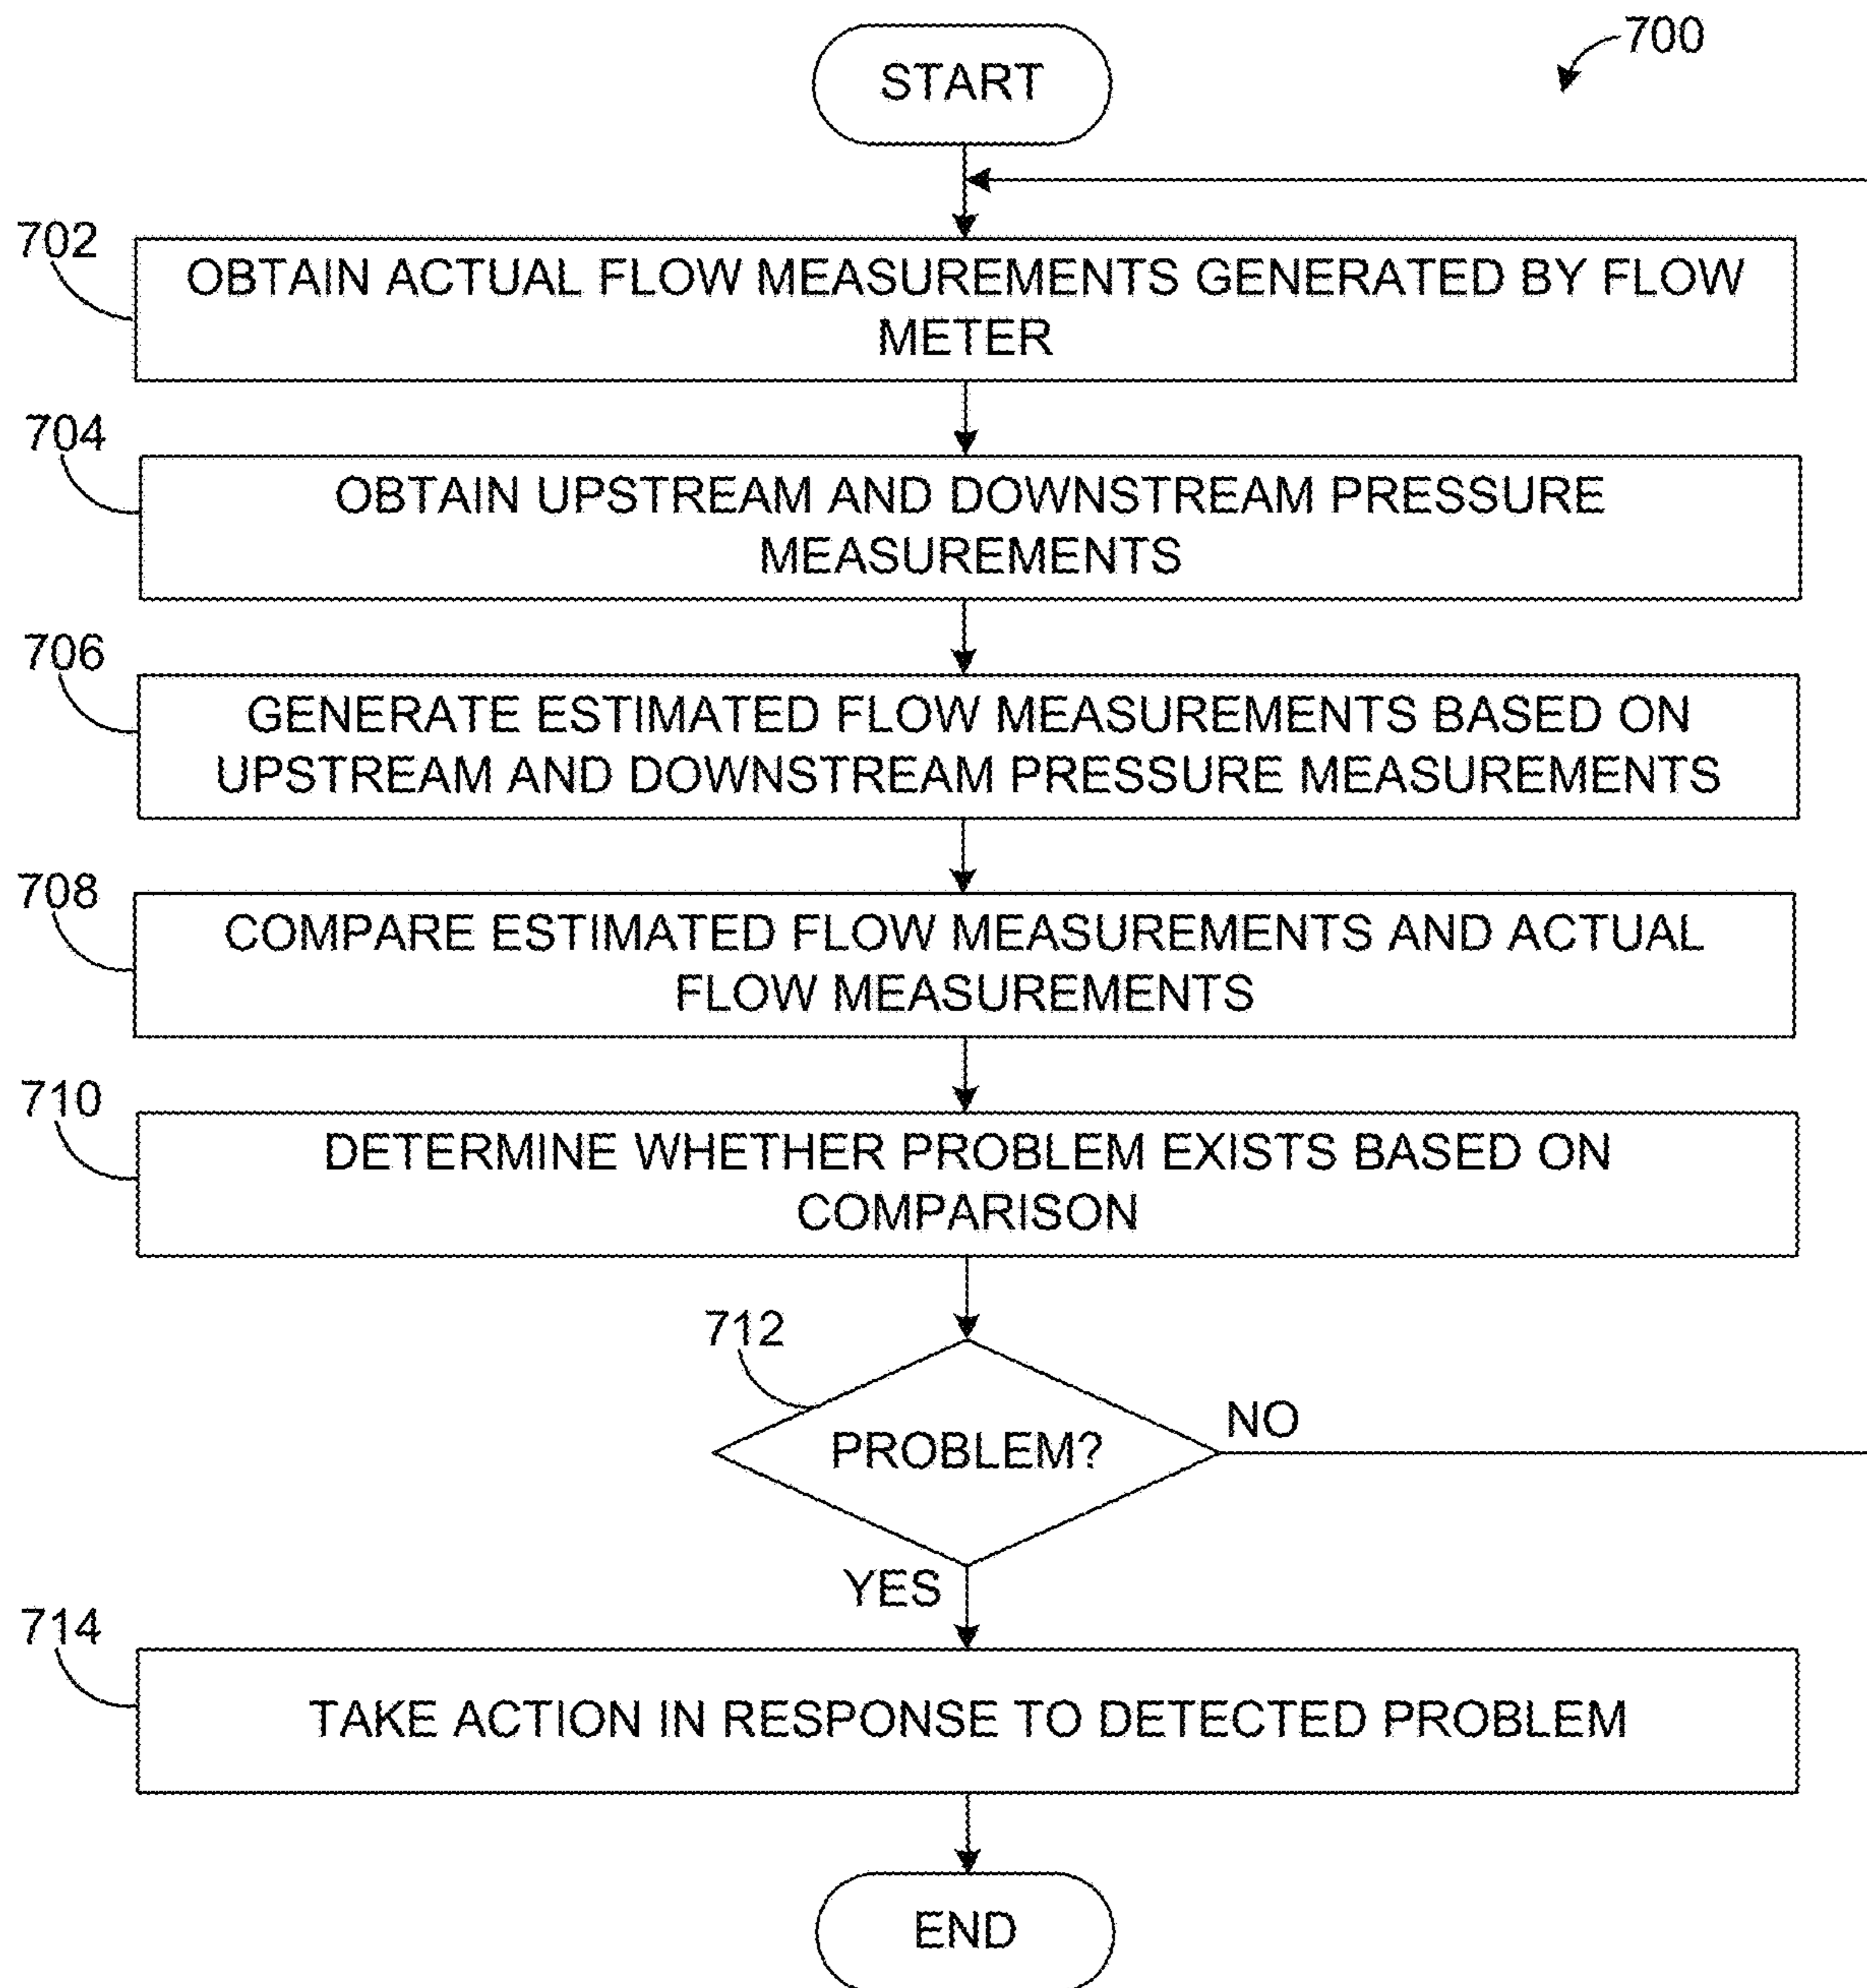 START
700
702
OBTAIN ACTUAL FLOW MEASUREMENTS GENERATED BY FLOW
METER
704
OBTAIN UPSTREAM AND DOWNSTREAM PRESSURE
MEASUREMENTS
706
GENERATE ESTIMATED FLOW MEASUREMENTS BASED ON
UPSTREAM AND DOWNSTREAM PRESSURE MEASUREMENTS
708
COMPARE ESTIMATED FLOW MEASUREMENTS AND ACTUAL
FLOW MEASUREMENTS
710
DETERMINE WHETHER PROBLEM EXISTS BASED ON
COMPARISON
712
PROBLEM?
NO
YES
714
TAKE ACTION IN RESPONSE TO DETECTED PROBLEM
END